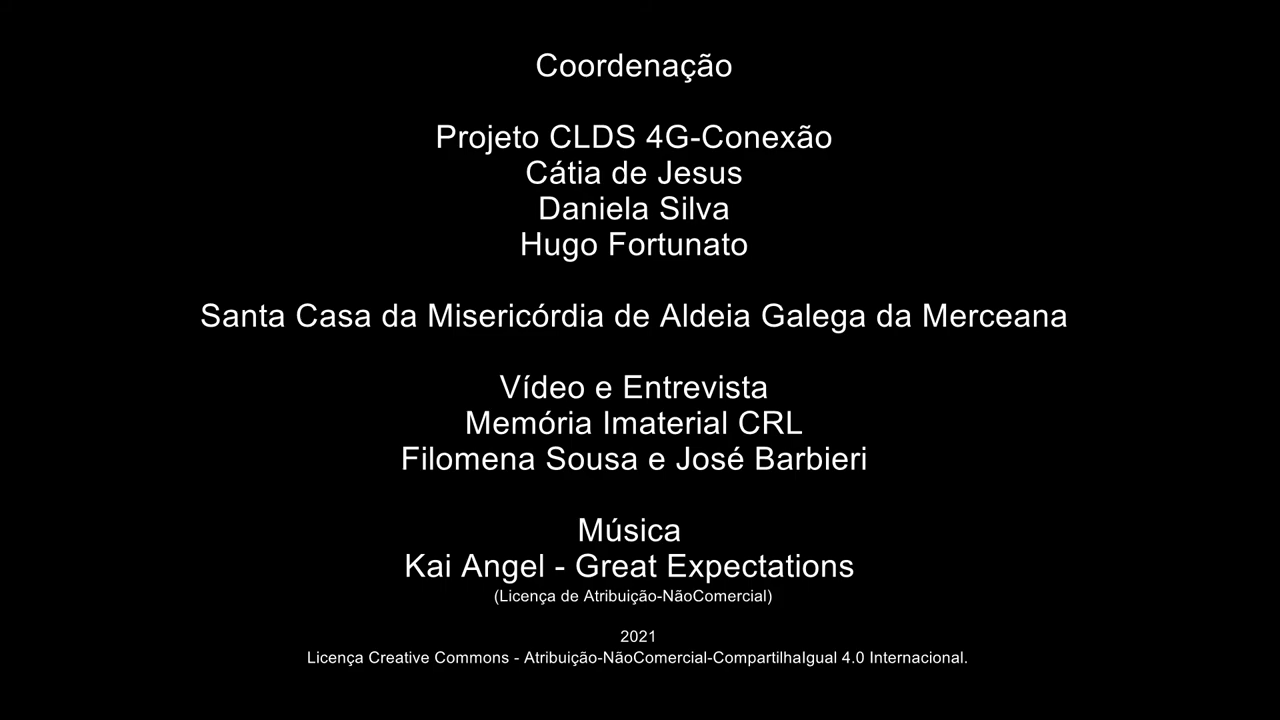 Coordenação
Projeto CLDS 4G-Conexão
Cátia de Jesus
Daniela Silva
Hugo Fortunato
Santa Casa da Misericórdia de Aldeia Galega da Merceana
Vídeo e Entrevista
Memória Imaterial CRL
Filomena Sousa e José Barbieri
Música
Kai Angel - Great Expectations
(Licença de Atribuição-NãoComercial)
2021
Licença Creative Commons - Atribuição-NãoComercial-CompartilhaIgual 4.0 Internacional.